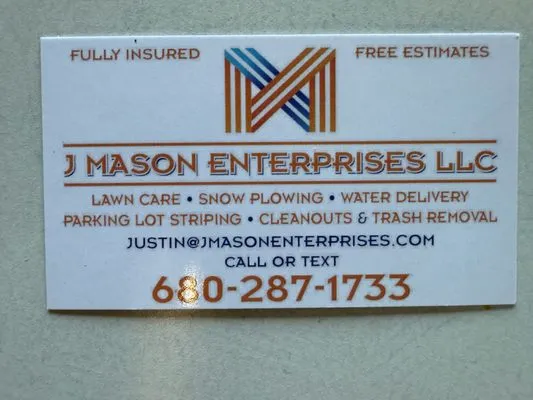 FULLY INSURED
FREE ESTIMATES
J MASON ENTERPRISES LLC
LAWN CARE • SNOW PLOWING • WATER DELIVERY
PARKING LOT STRIPING • CLEANOUTS & TRASH REMOVAL
JUSTIN@JMASONENTERPRISES.COM
CALL OR TEXT
680-287-1733